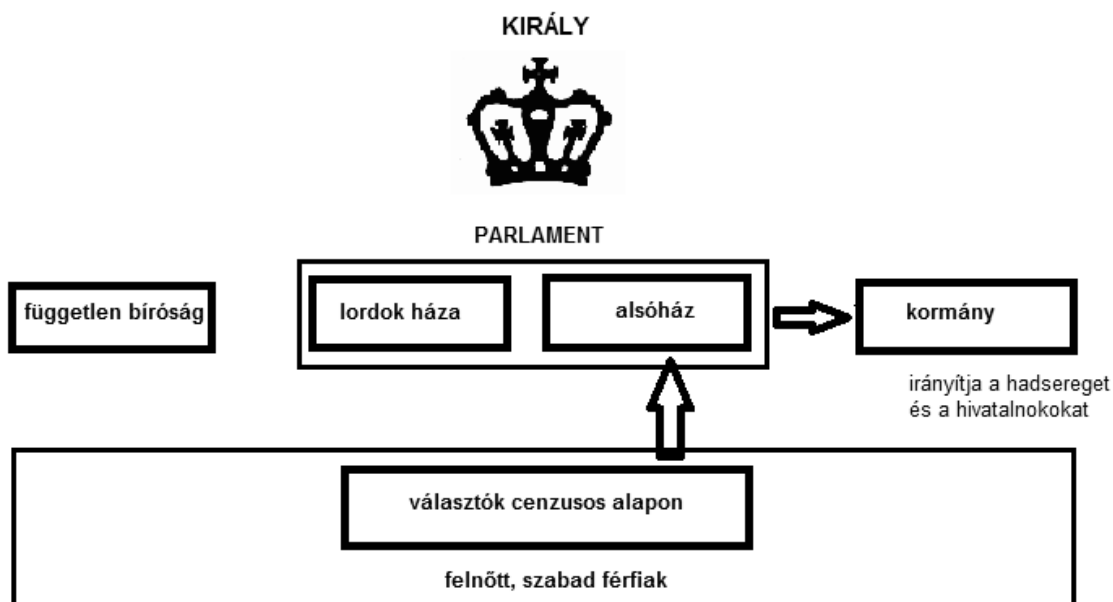 KIRÁLY
PARLAMENT
független bíróság
lordok háza
alsóház
kormány
irányítja a hadsereget
és a hivatalnokokat
választók cenzusos alapon
felnőtt, szabad férfiak